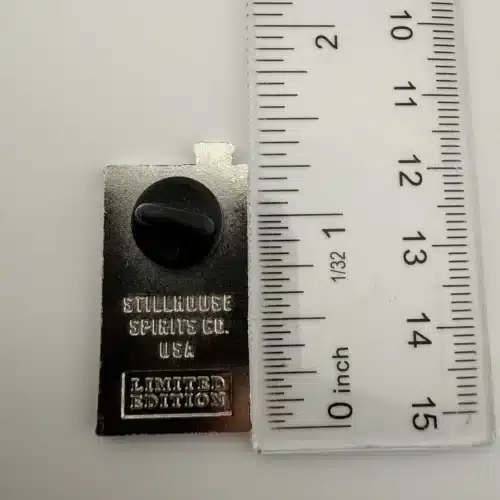 STILLHOUSE
SPIRITS CO.
USA
LIMITED
EDITION
2
1
1/32
0 inch
10
11
12
13
14
15